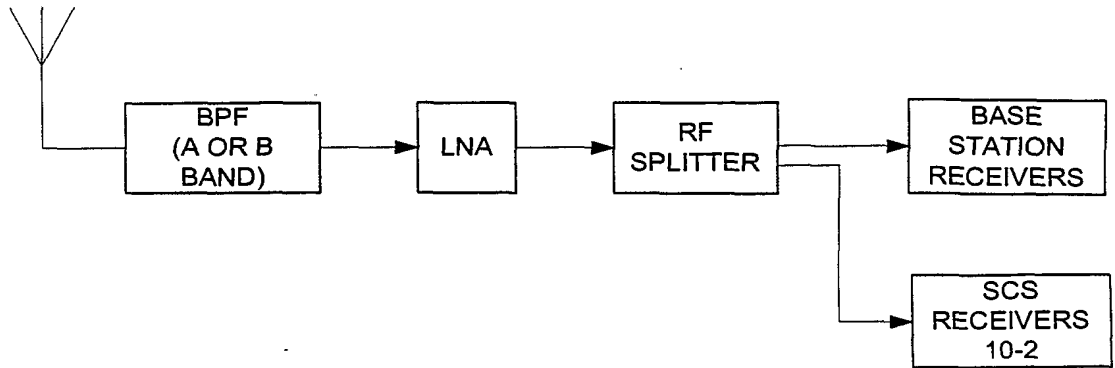 BPF
(A OR B
BAND)
LNA
RF
SPLITTER
BASE
STATION
RECEIVERS
SCS
RECEIVERS
10-2